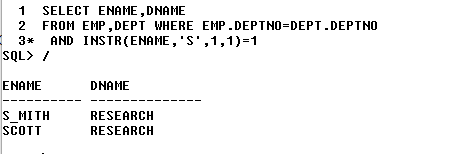 1 SELECT ENAME,DNAME
2 FROM EMP,DEPT WHERE EMP.DEPTNO=DEPT.DEPTNO
3* AND INSTR(ENAME,'S',1,1)=1
SQL> /
ENAME DNAME
---------- --------------
S_MITH RESEARCH
SCOTT RESEARCH